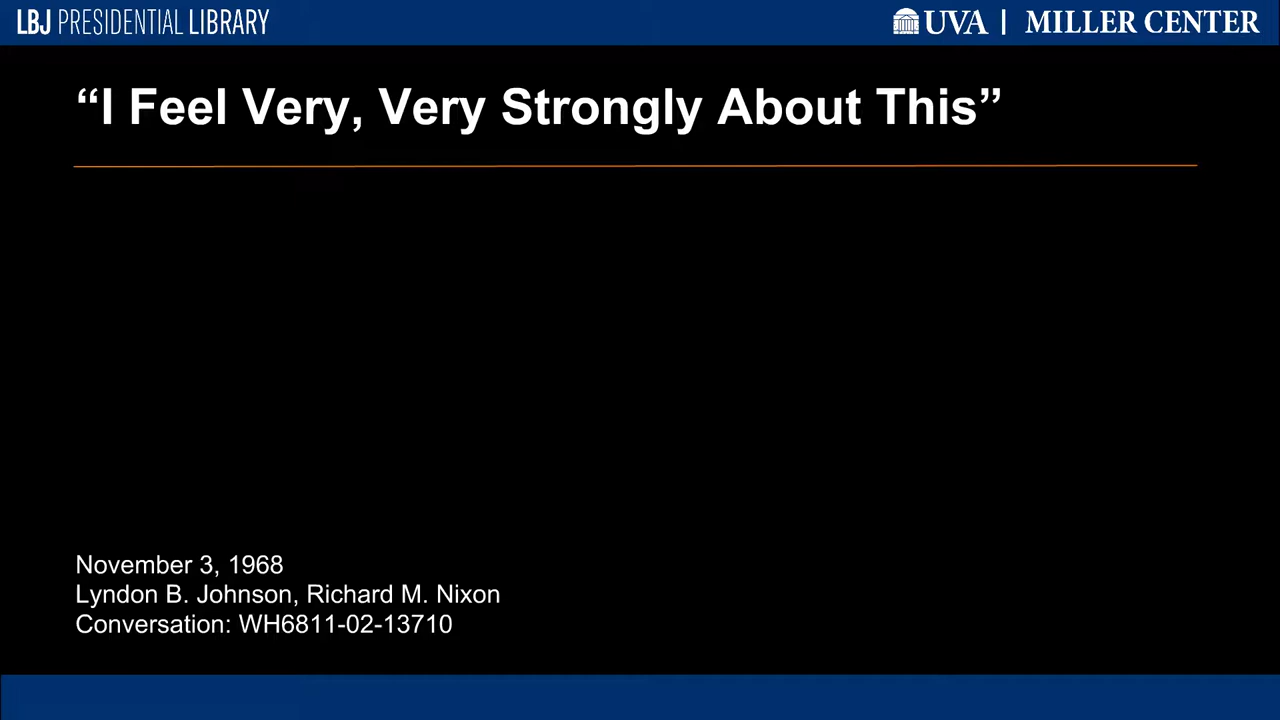 LBJ PRESIDENTIAL LIBRARY
UVA | MILLER CENTER
“I Feel Very, Very Strongly About This”
November 3, 1968
Lyndon B. Johnson, Richard M. Nixon
Conversation: WH6811-02-13710